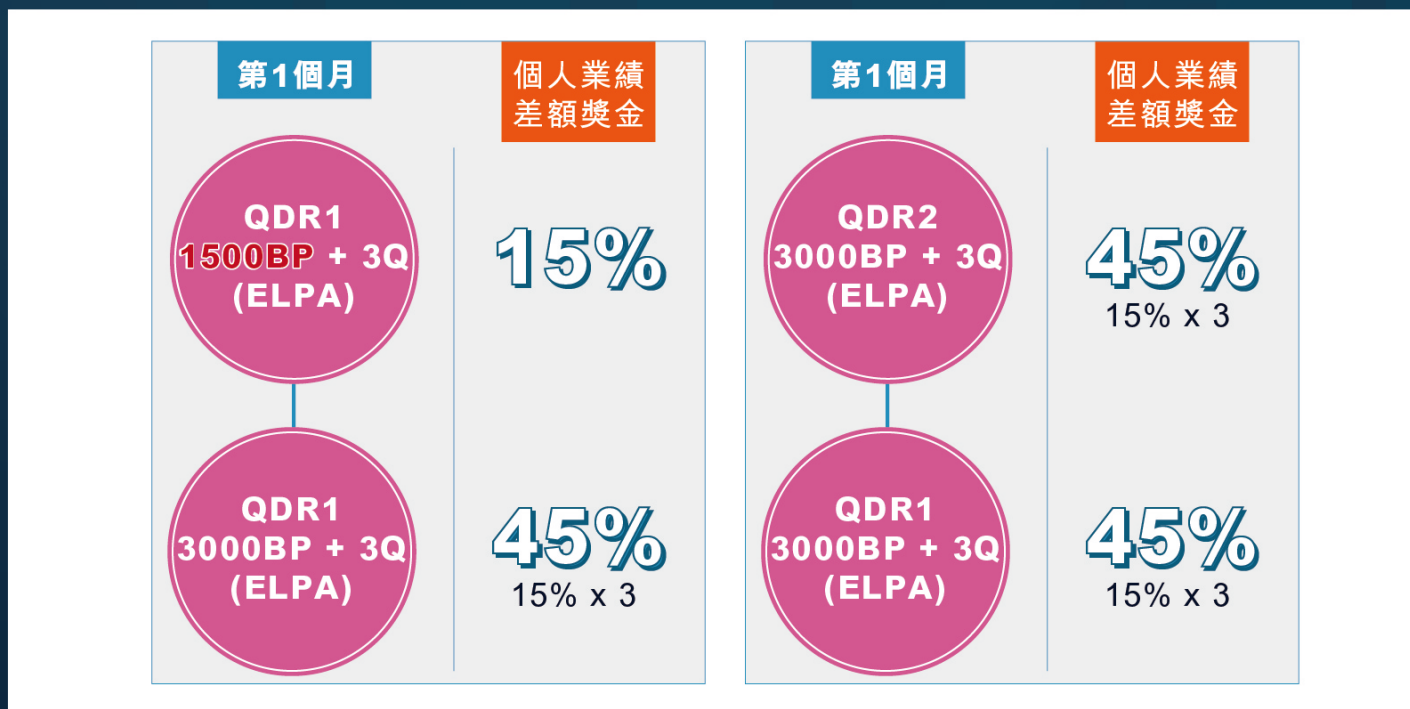 第1個月
個人業績
差額獎金
QDR1
1500BP + 3Q
(ELPA)
15%
QDR1
3000BP + 3Q
(ELPA)
45%
15% x 3
第1個月
個人業績
差額獎金
QDR2
3000BP + 3Q
(ELPA)
45%
15% x 3
QDR1
3000BP + 3Q
(ELPA)
45%
15% x 3